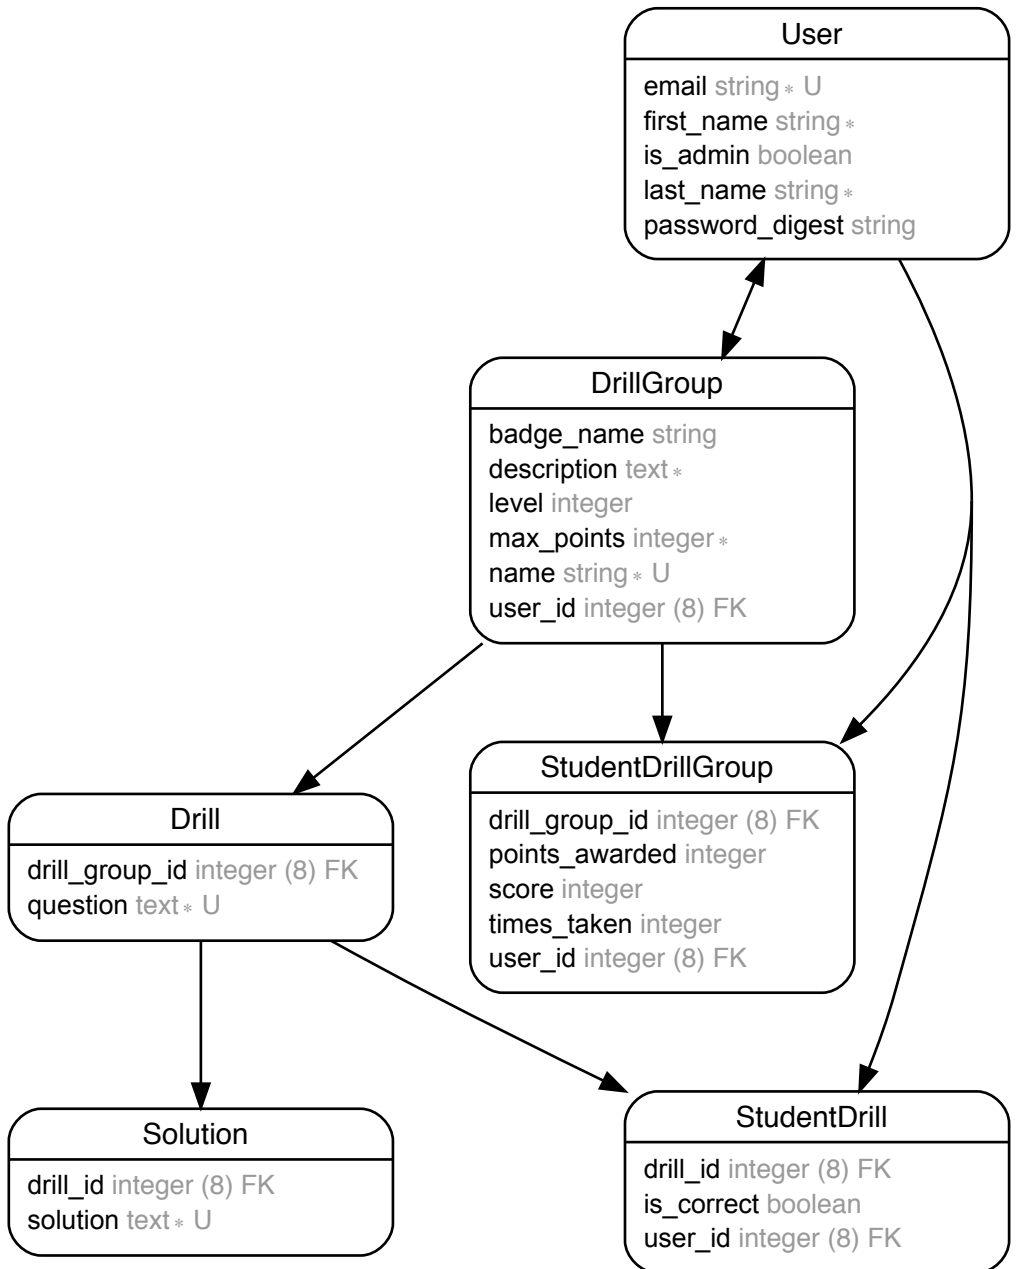 User
email string∗ U
first_name string∗
is_admin boolean
last_name string∗
password_digest string
DrillGroup
badge_name string
description text∗
level integer
max_points integer∗
name string∗ U
user_id integer (8) FK
StudentDrillGroup
drill_group_id integer (8) FK
points_awarded integer
score integer
times_taken integer
user_id integer (8) FK
Drill
drill_group_id integer (8) FK
question text∗ U
Solution
drill_id integer (8) FK
solution text∗ U
StudentDrill
drill_id integer (8) FK
is_correct boolean
user_id integer (8) FK